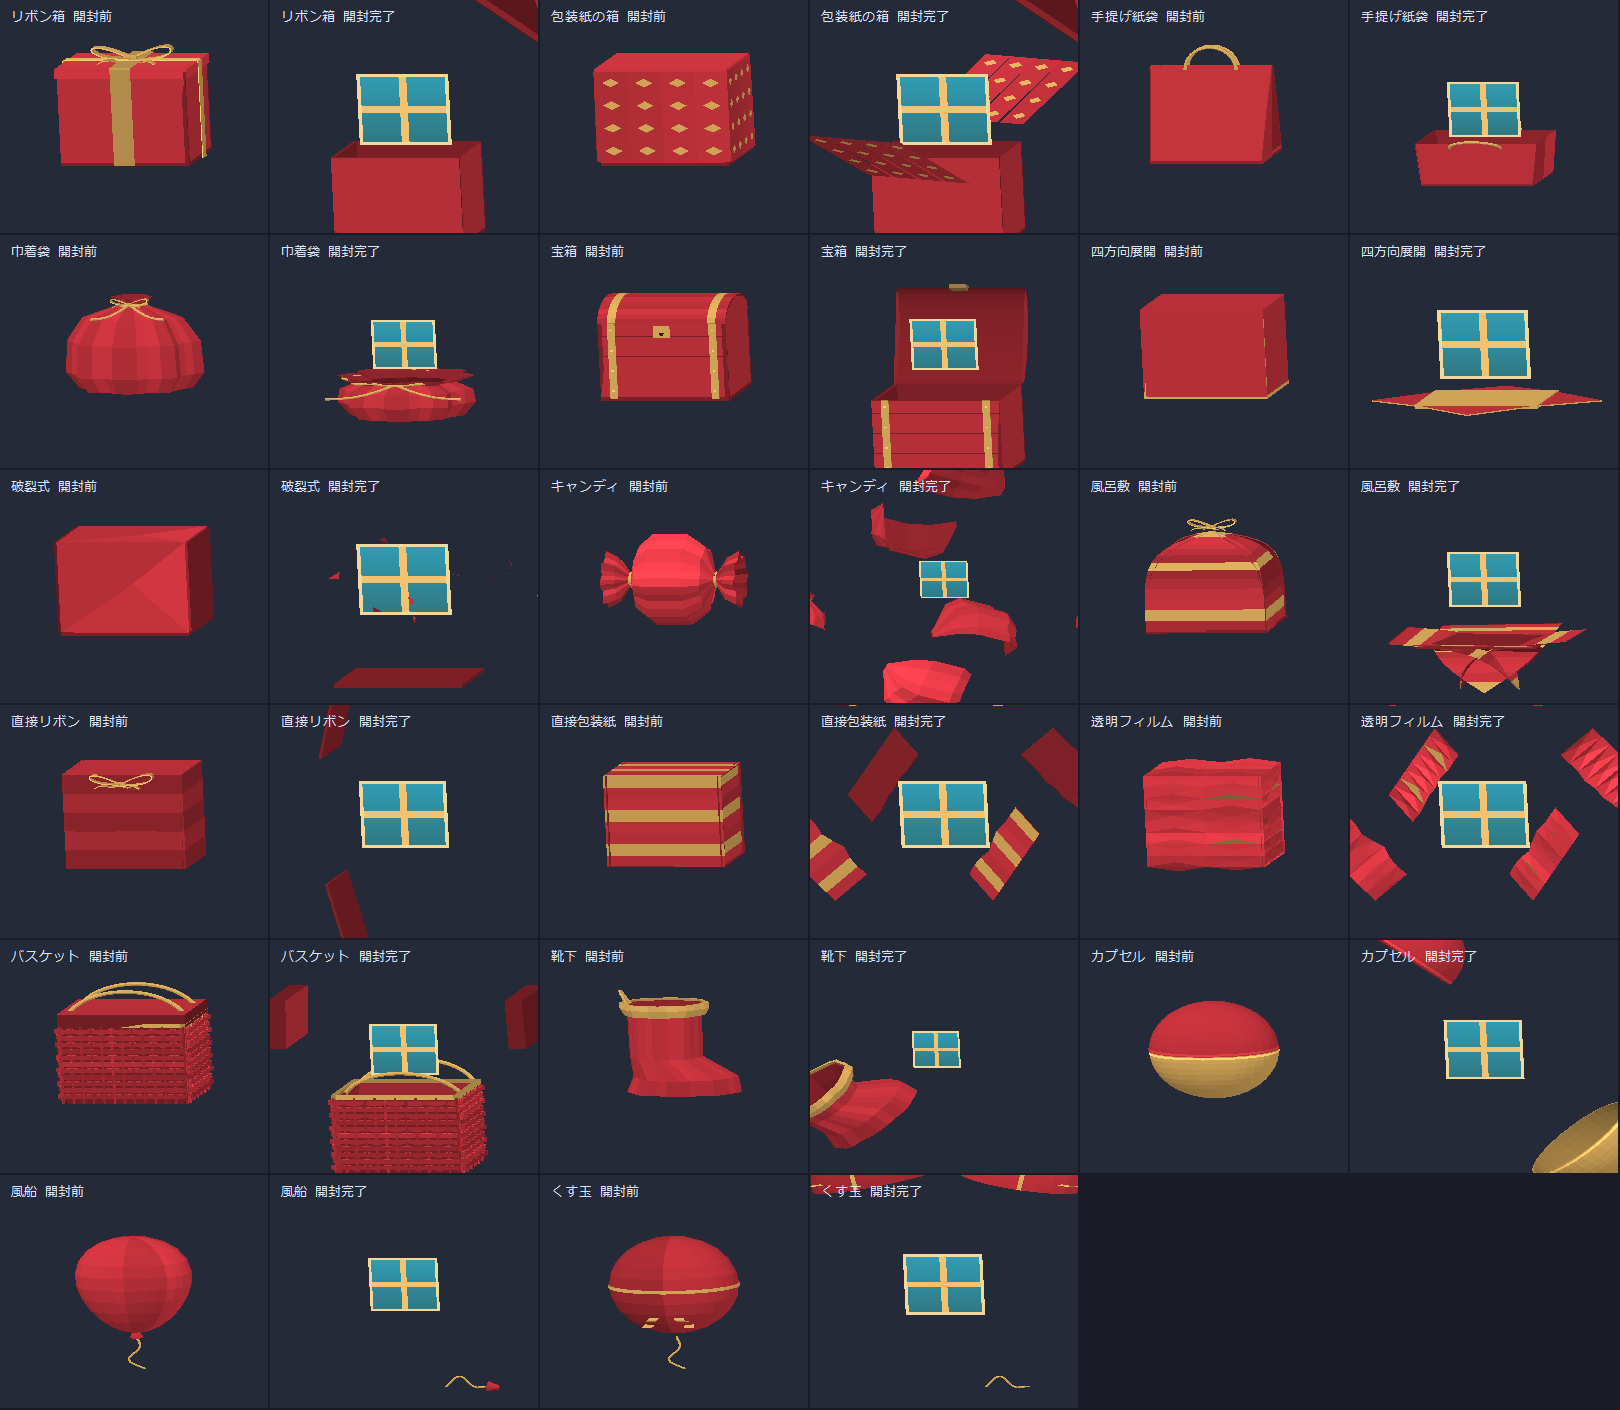 リボン箱 開封前
リボン箱 開封完了
包装紙の箱 開封前
包装紙の箱 開封完了
手提げ紙袋 開封前
手提げ紙袋 開封完了
巾着袋 開封前
巾着袋 開封完了
宝箱 開封前
宝箱 開封完了
四方向展開 開封前
四方向展開 開封完了
破裂式 開封前
破裂式 開封完了
キャンディ 開封前
キャンディ 開封完了
風呂敷 開封前
風呂敷 開封完了
直接リボン 開封前
直接リボン 開封完了
直接包装紙 開封前
直接包装紙 開封完了
透明フィルム 開封前
透明フィルム 開封完了
バスケット 開封前
バスケット 開封完了
靴下 開封前
靴下 開封完了
カプセル 開封前
カプセル 開封完了
風船 開封前
風船 開封完了
くす玉 開封前
くす玉 開封完了